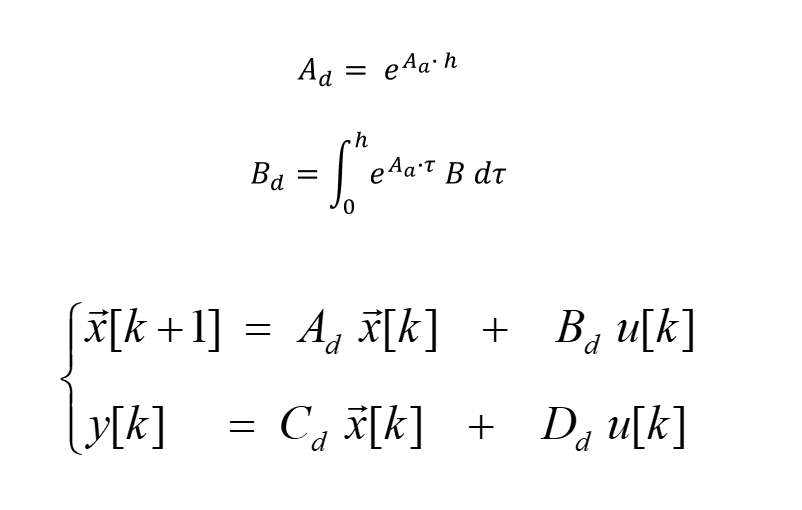 A_d = e^{A_a · h}
B_d = ∫_0^h e^{A_a·τ} B dτ
{ x⃗[k+1] = A_d x⃗[k] + B_d u[k]
y[k] = C_d x⃗[k] + D_d u[k]